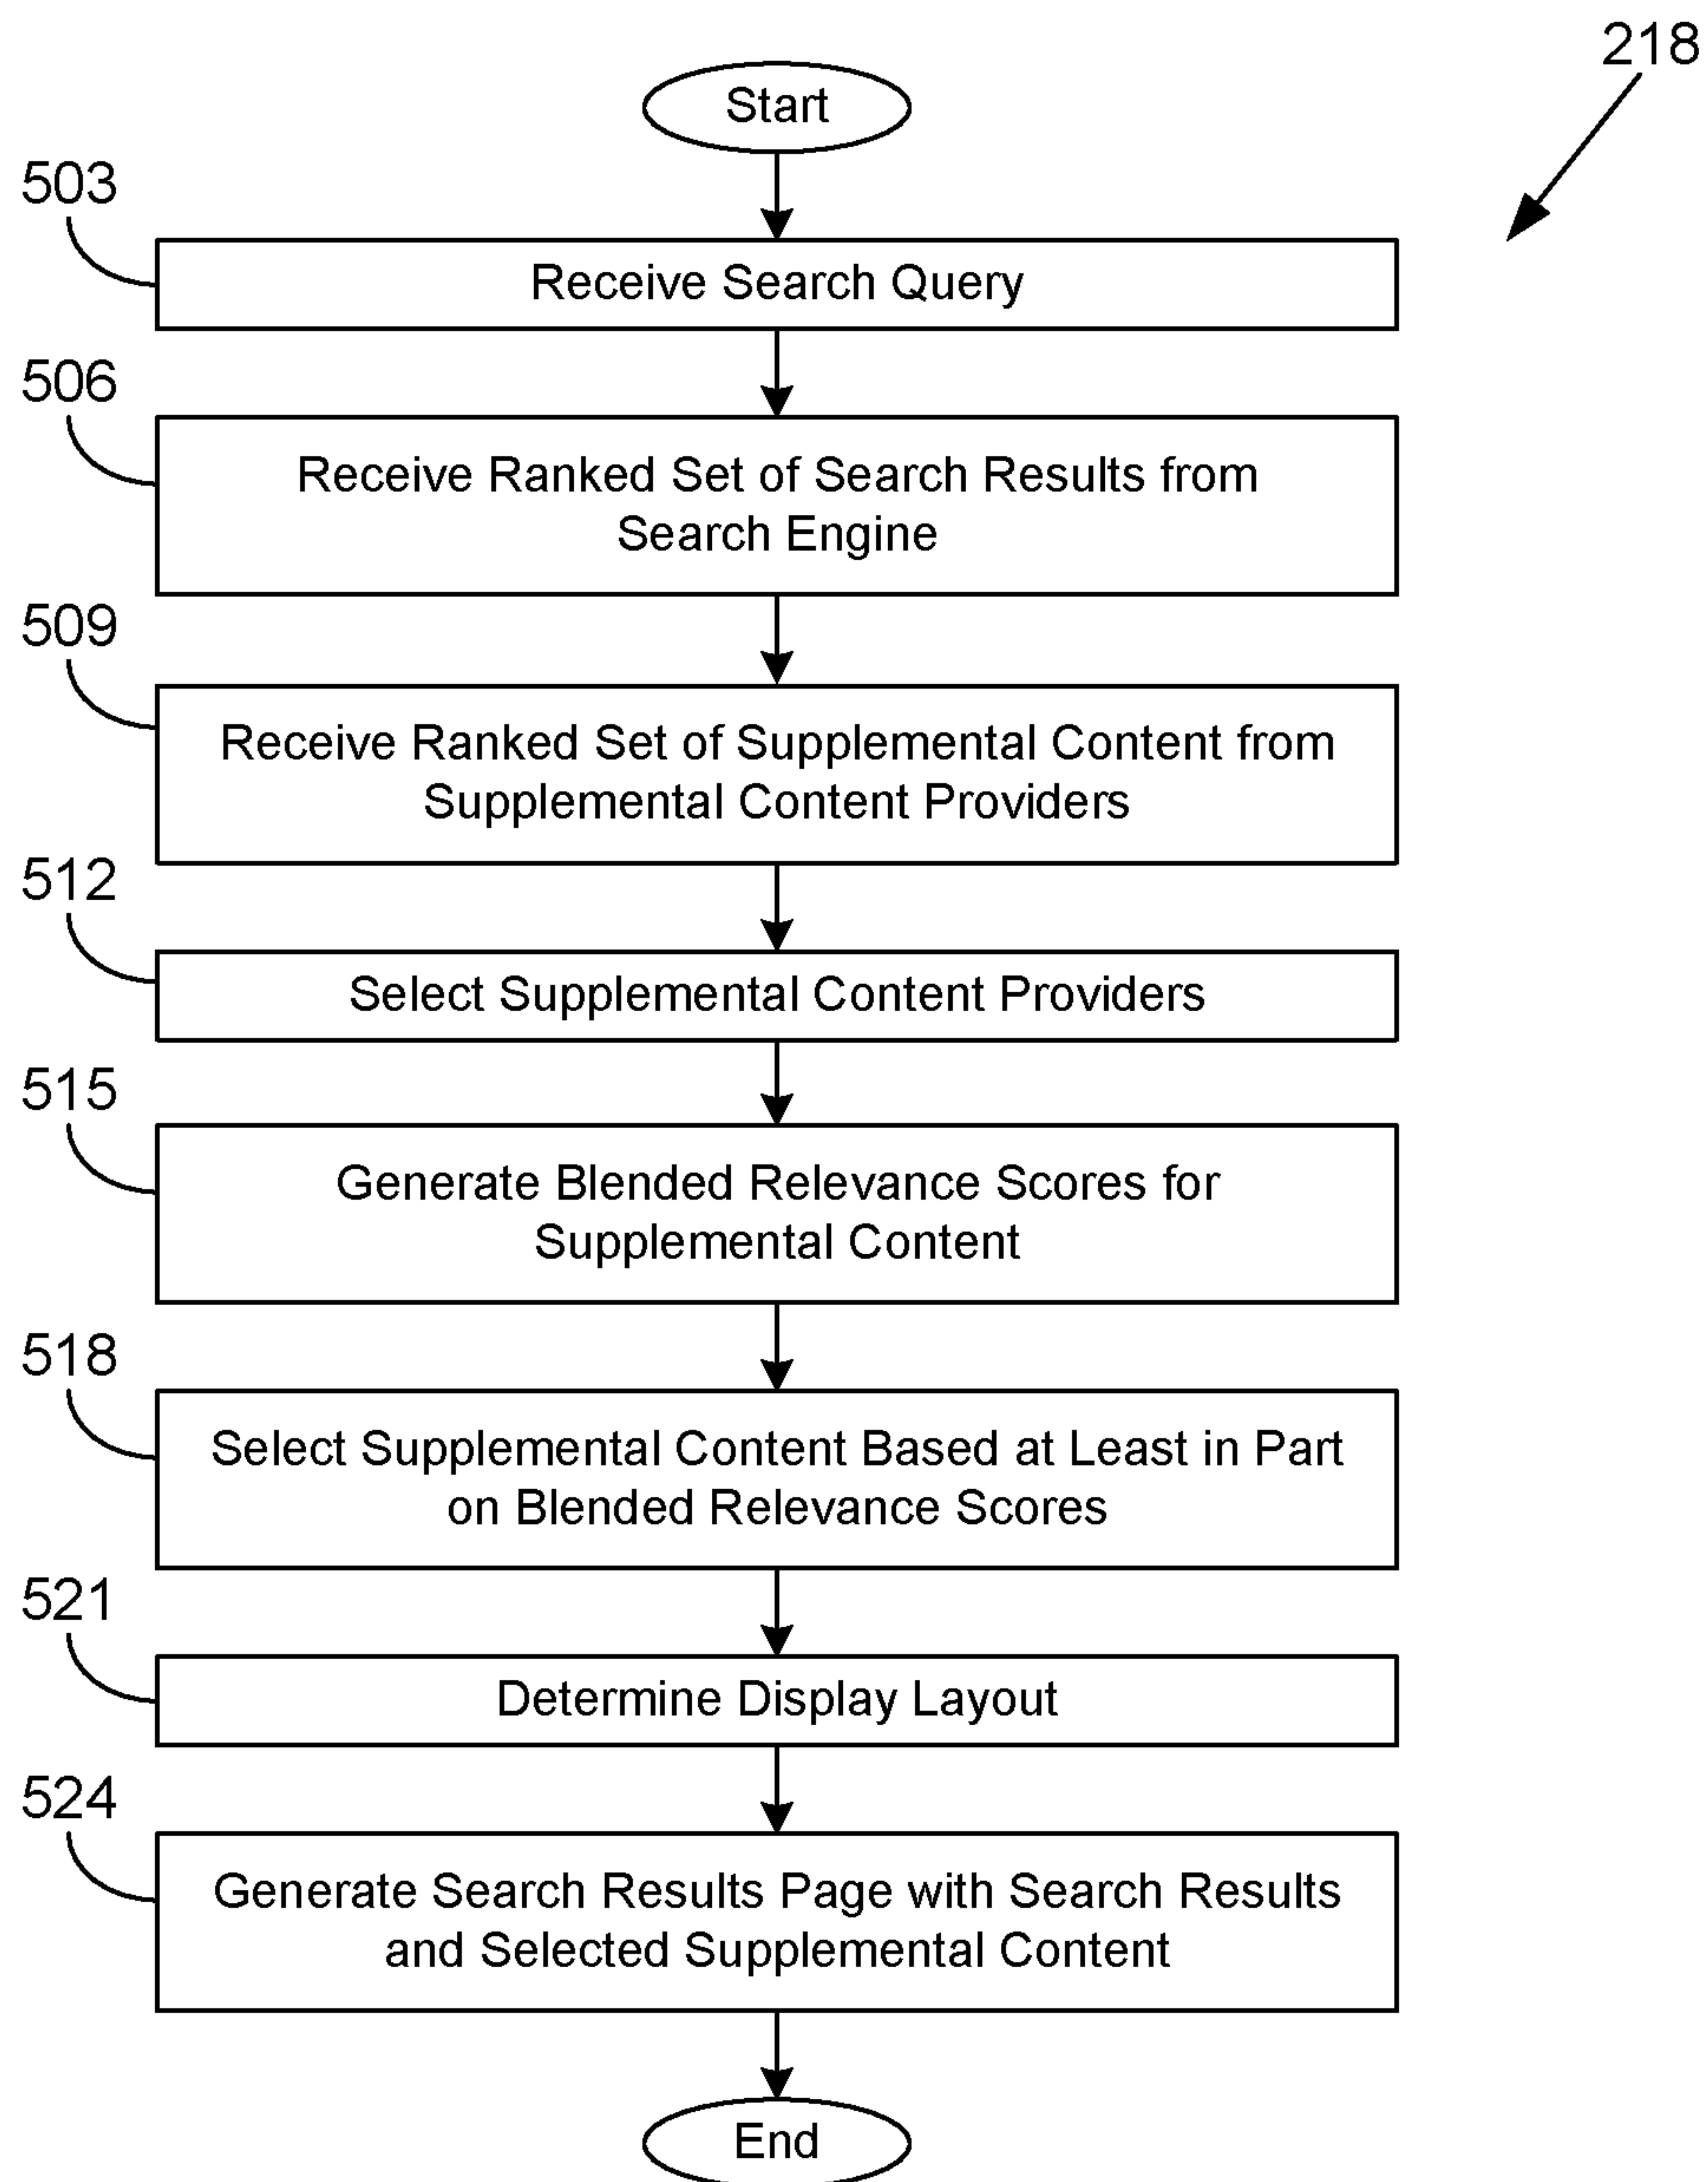 218
Start
503
Receive Search Query
506
Receive Ranked Set of Search Results from
Search Engine
509
Receive Ranked Set of Supplemental Content from
Supplemental Content Providers
512
Select Supplemental Content Providers
515
Generate Blended Relevance Scores for
Supplemental Content
518
Select Supplemental Content Based at Least in Part
on Blended Relevance Scores
521
Determine Display Layout
524
Generate Search Results Page with Search Results
and Selected Supplemental Content
End